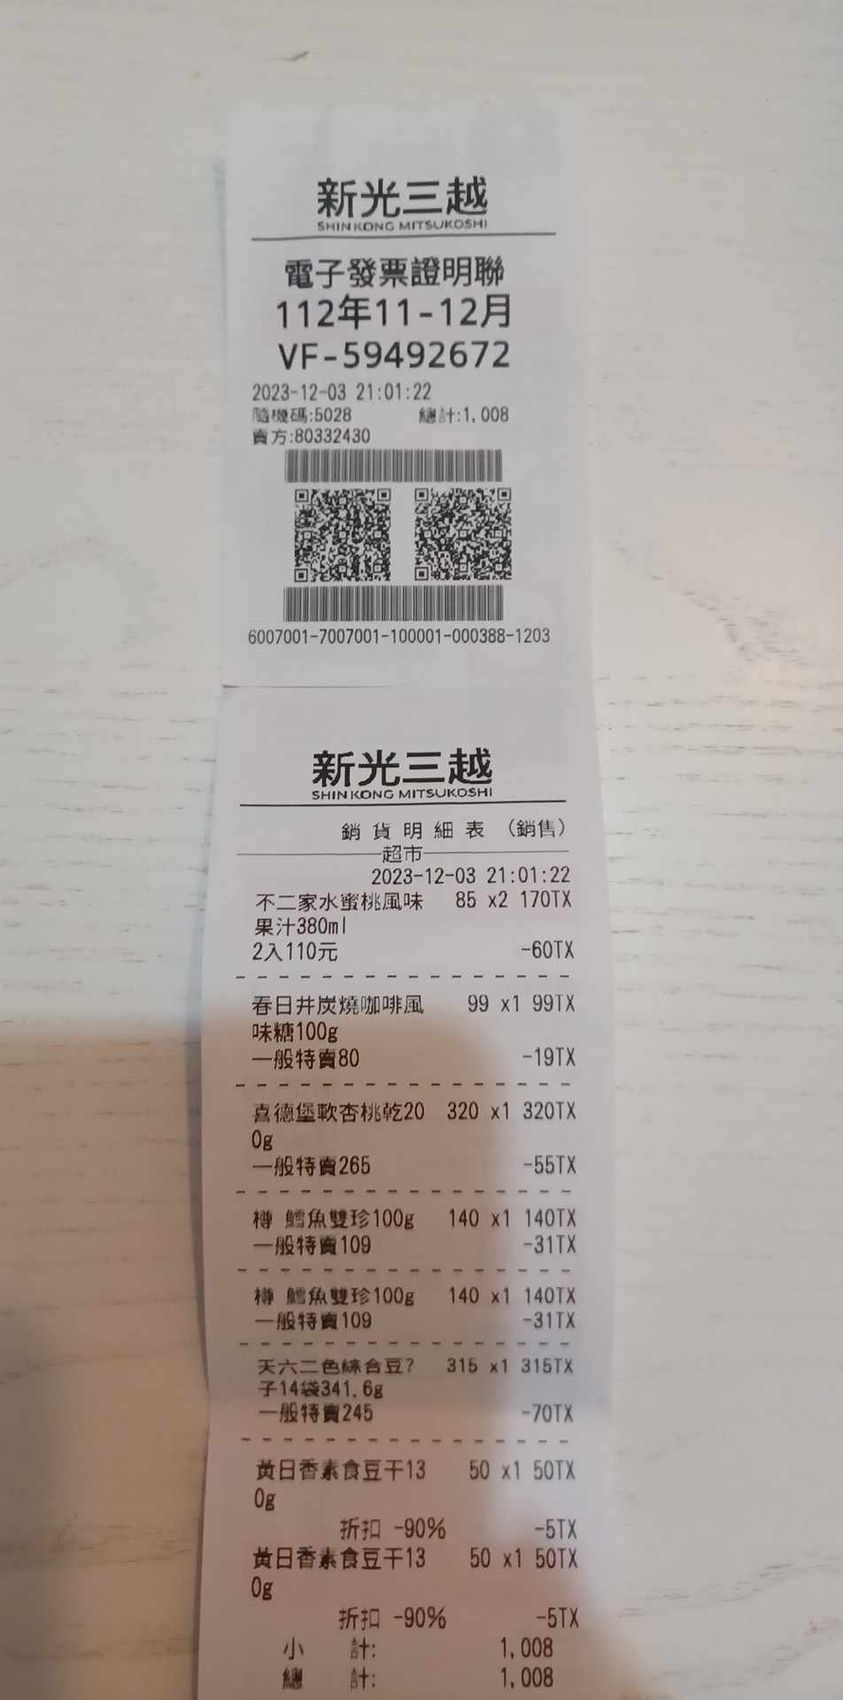 新光三越
SHIN KONG MITSUKOSHI
電子發票證明聯
112年11-12月
VF-59492672
2023-12-03 21:01:22
隨機碼:5028 總計:1,008
賣方:80332430
6007001-7007001-100001-000388-1203
新光三越
SHIN KONG MITSUKOSHI
銷貨明細表（銷售）
超市
2023-12-03 21:01:22
不二家水蜜桃風味 85 x2 170TX
果汁380ml
2入110元 -60TX
春日井炭燒咖啡風 99 x1 99TX
味糖100g
一般特賣80 -19TX
喜德堡軟杏桃乾20 320 x1 320TX
0g
一般特賣265 -55TX
樽 鱈魚雙珍100g 140 x1 140TX
一般特賣109 -31TX
樽 鱈魚雙珍100g 140 x1 140TX
一般特賣109 -31TX
天六二色綜合豆? 315 x1 315TX
子14袋341.6g
一般特賣245 -70TX
黃日香素食豆干13 50 x1 50TX
0g
折扣 -90% -5TX
黃日香素食豆干13 50 x1 50TX
0g
折扣 -90% -5TX
小 計: 1,008
總 計: 1,008